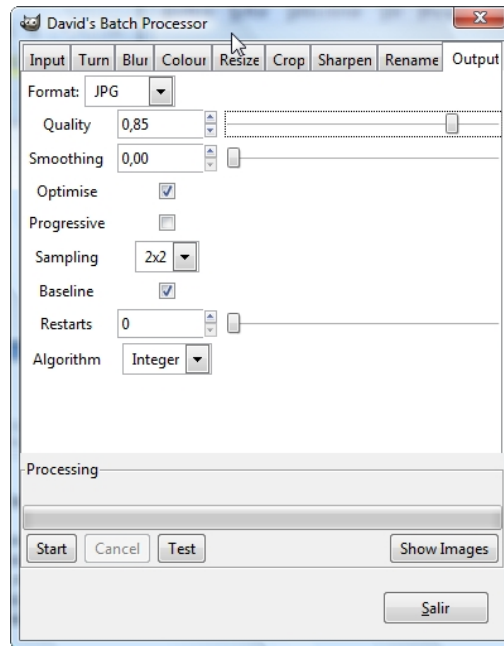 David's Batch Processor
Input Turn Blur Colour Resize Crop Sharpen Rename Output
Format: JPG
Quality 0,85
Smoothing 0,00
Optimise
Progressive
Sampling 2x2
Baseline
Restarts 0
Algorithm Integer
Processing
Start Cancel Test Show Images
Salir